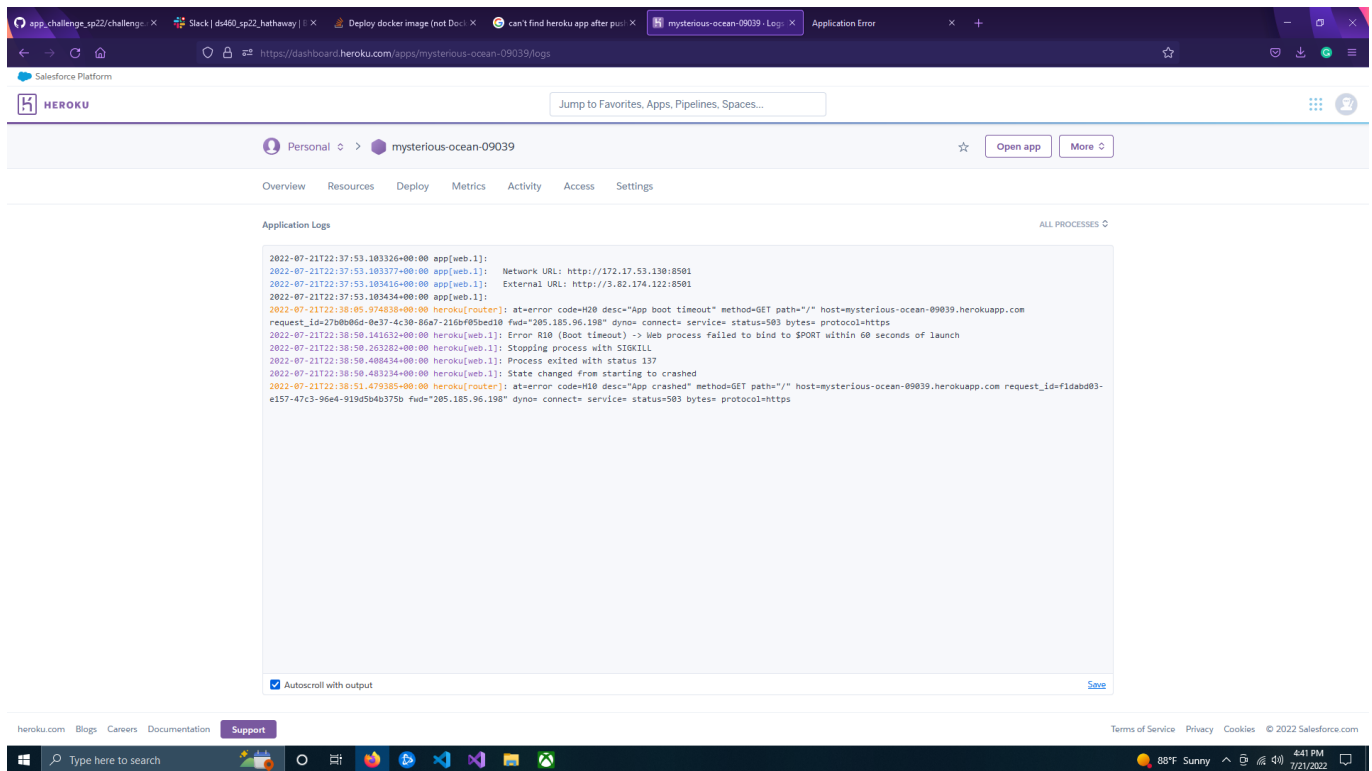 app_challenge_sp22/challenge.r
Slack | ds460_sp22_hathaway | B
Deploy docker image (not Dock
can't find heroku app after push
mysterious-ocean-09039 · Logs
Application Error
https://dashboard.heroku.com/apps/mysterious-ocean-09039/logs
Salesforce Platform
HEROKU
Jump to Favorites, Apps, Pipelines, Spaces...
Personal > mysterious-ocean-09039
Open app
More
Overview Resources Deploy Metrics Activity Access Settings
Application Logs
ALL PROCESSES
2022-07-21T22:37:53.103326+00:00 app[web.1]:
2022-07-21T22:37:53.103377+00:00 app[web.1]: Network URL: http://172.17.53.130:8501
2022-07-21T22:37:53.103416+00:00 app[web.1]: External URL: http://3.82.174.122:8501
2022-07-21T22:37:53.103434+00:00 app[web.1]:
2022-07-21T22:38:05.974838+00:00 heroku[router]: at=error code=H20 desc="App boot timeout" method=GET path="/" host=mysterious-ocean-09039.herokuapp.com
request_id=27b0b06d-0e37-4c30-86a7-216bf05bed10 fwd="205.185.96.198" dyno= connect= service= status=503 bytes= protocol=https
2022-07-21T22:38:50.141632+00:00 heroku[web.1]: Error R10 (Boot timeout) -> Web process failed to bind to $PORT within 60 seconds of launch
2022-07-21T22:38:50.263282+00:00 heroku[web.1]: Stopping process with SIGKILL
2022-07-21T22:38:50.408434+00:00 heroku[web.1]: Process exited with status 137
2022-07-21T22:38:50.483234+00:00 heroku[web.1]: State changed from starting to crashed
2022-07-21T22:38:51.479385+00:00 heroku[router]: at=error code=H10 desc="App crashed" method=GET path="/" host=mysterious-ocean-09039.herokuapp.com request_id=f1dabd03-
e157-47c3-96e4-919d5b4b375b fwd="205.185.96.198" dyno= connect= service= status=503 bytes= protocol=https
Autoscroll with output
Save
heroku.com Blogs Careers Documentation Support
Terms of Service Privacy Cookies © 2022 Salesforce.com
Type here to search
88°F Sunny
4:41 PM
7/21/2022